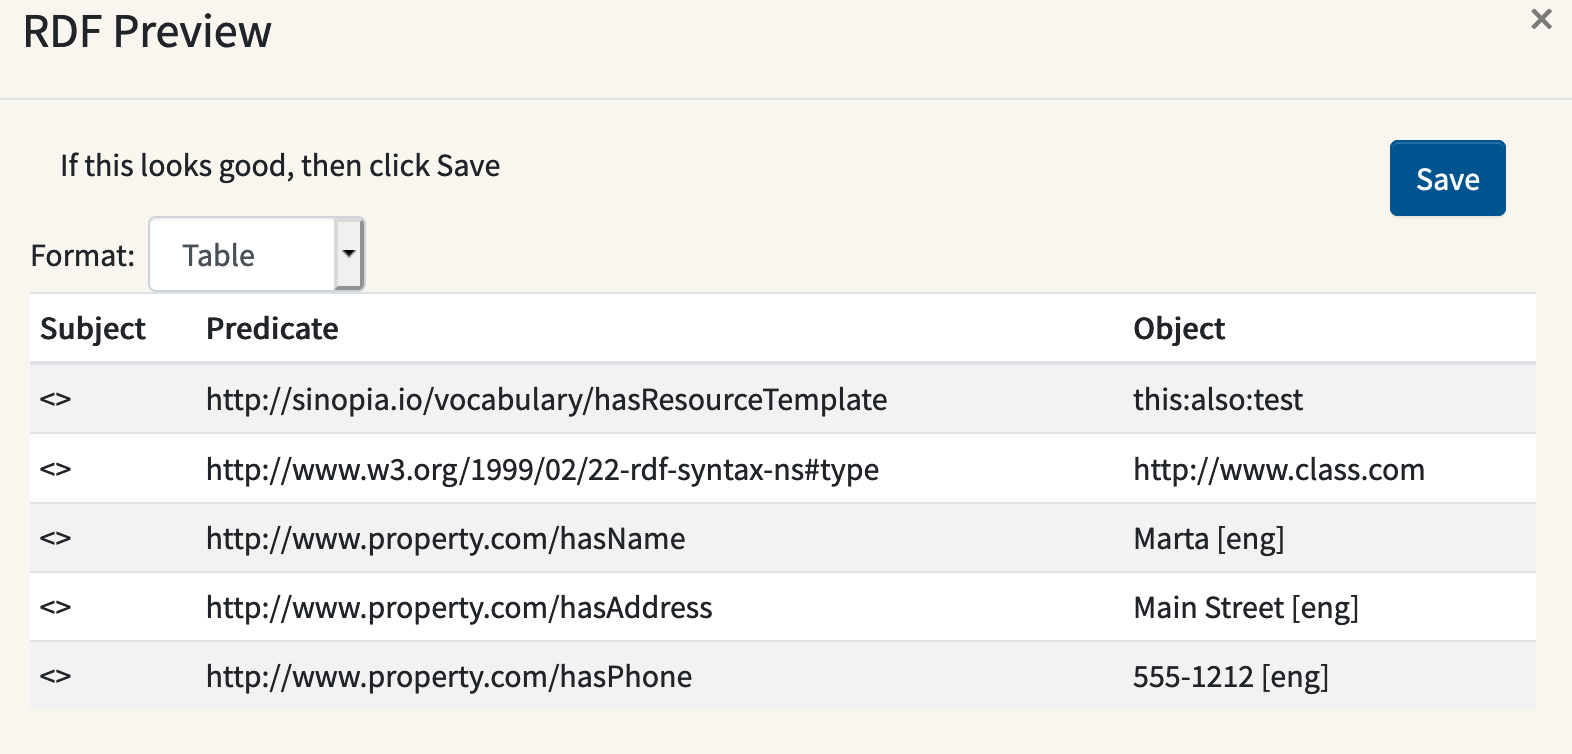 RDF Preview
If this looks good, then click Save
Save
Format: Table
Subject Predicate Object
<> http://sinopia.io/vocabulary/hasResourceTemplate this:also:test
<> http://www.w3.org/1999/02/22-rdf-syntax-ns#type http://www.class.com
<> http://www.property.com/hasName Marta [eng]
<> http://www.property.com/hasAddress Main Street [eng]
<> http://www.property.com/hasPhone 555-1212 [eng]